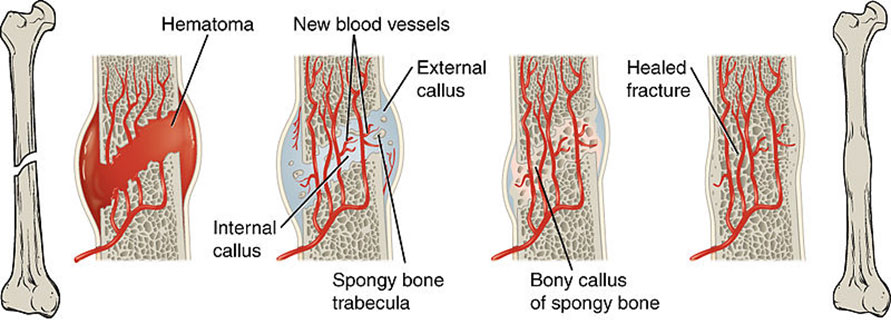 Hematoma
New blood vessels
External
callus
Internal
callus
Spongy bone
trabecula
Healed
fracture
Bony callus
of spongy bone